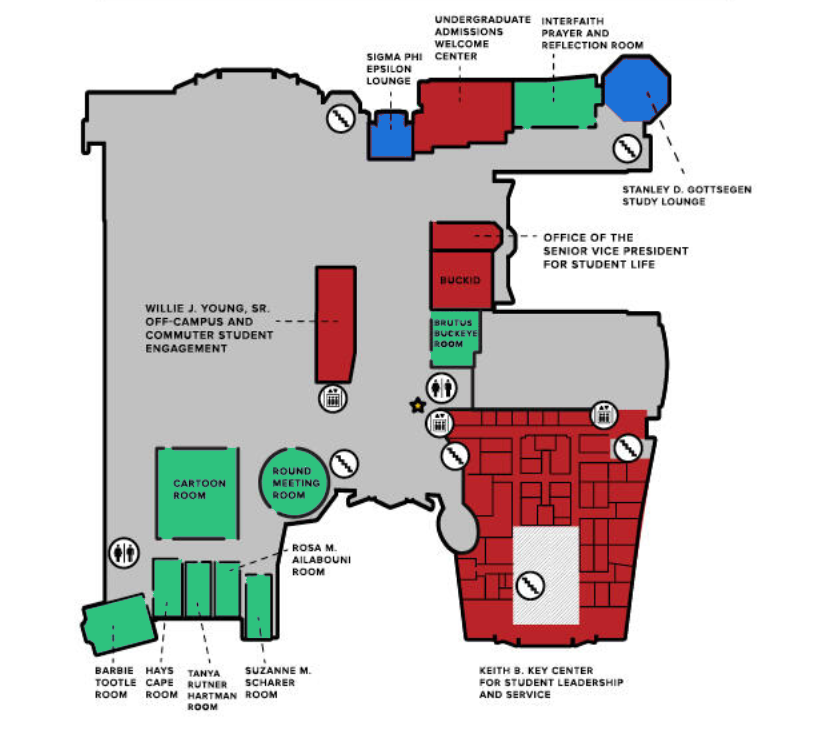 UNDERGRADUATE
ADMISSIONS
WELCOME
CENTER
INTERFAITH
PRAYER AND
REFLECTION ROOM
SIGMA PHI
EPSILON
LOUNGE
STANLEY D. GOTTSEGEN
STUDY LOUNGE
OFFICE OF THE
SENIOR VICE PRESIDENT
FOR STUDENT LIFE
BUCKID
WILLIE J. YOUNG, SR.
OFF-CAMPUS AND
COMMUTER STUDENT
ENGAGEMENT
BRUTUS
BUCKEYE
ROOM
CARTOON
ROOM
ROUND
MEETING
ROOM
ROSA M.
AILABOUNI
ROOM
BARBIE
TOOTLE
ROOM
HAYS
CAPE
ROOM
TANYA
RUTNER
HARTMAN
ROOM
SUZANNE M.
SCHARER
ROOM
KEITH B. KEY CENTER
FOR STUDENT LEADERSHIP
AND SERVICE